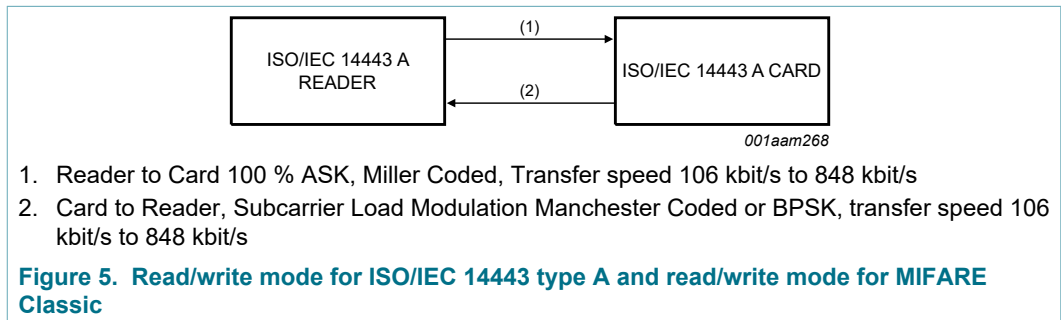 (1)
ISO/IEC 14443 A
READER
ISO/IEC 14443 A CARD
(2)
001aam268
1. Reader to Card 100 % ASK, Miller Coded, Transfer speed 106 kbit/s to 848 kbit/s
2. Card to Reader, Subcarrier Load Modulation Manchester Coded or BPSK, transfer speed 106
kbit/s to 848 kbit/s
Figure 5. Read/write mode for ISO/IEC 14443 type A and read/write mode for MIFARE
Classic